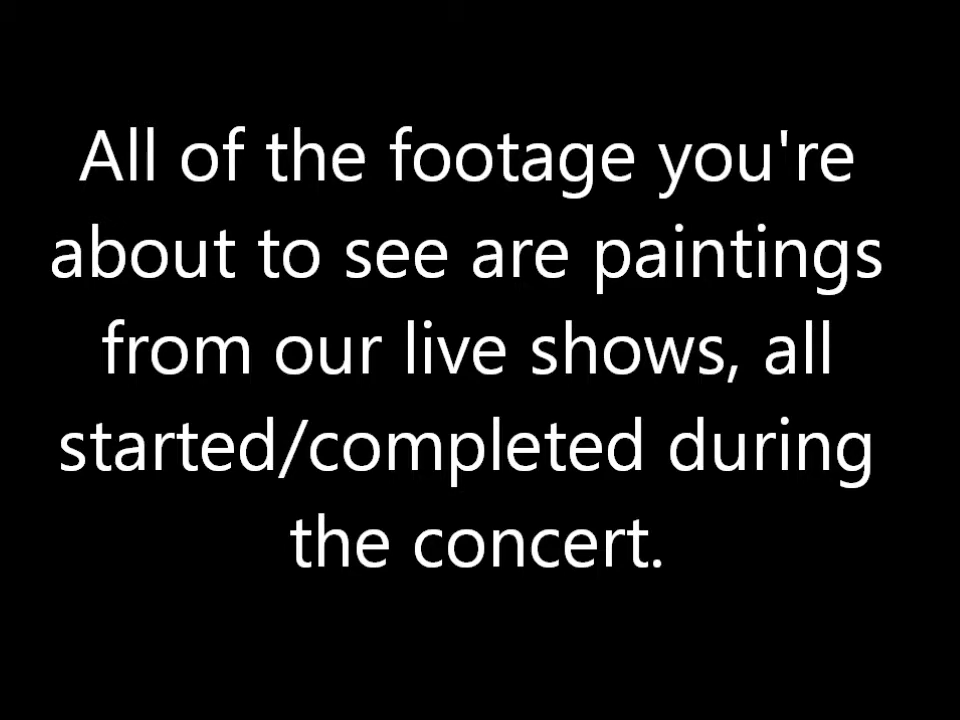 All of the footage you're
about to see are paintings
from our live shows, all
started/completed during
the concert.